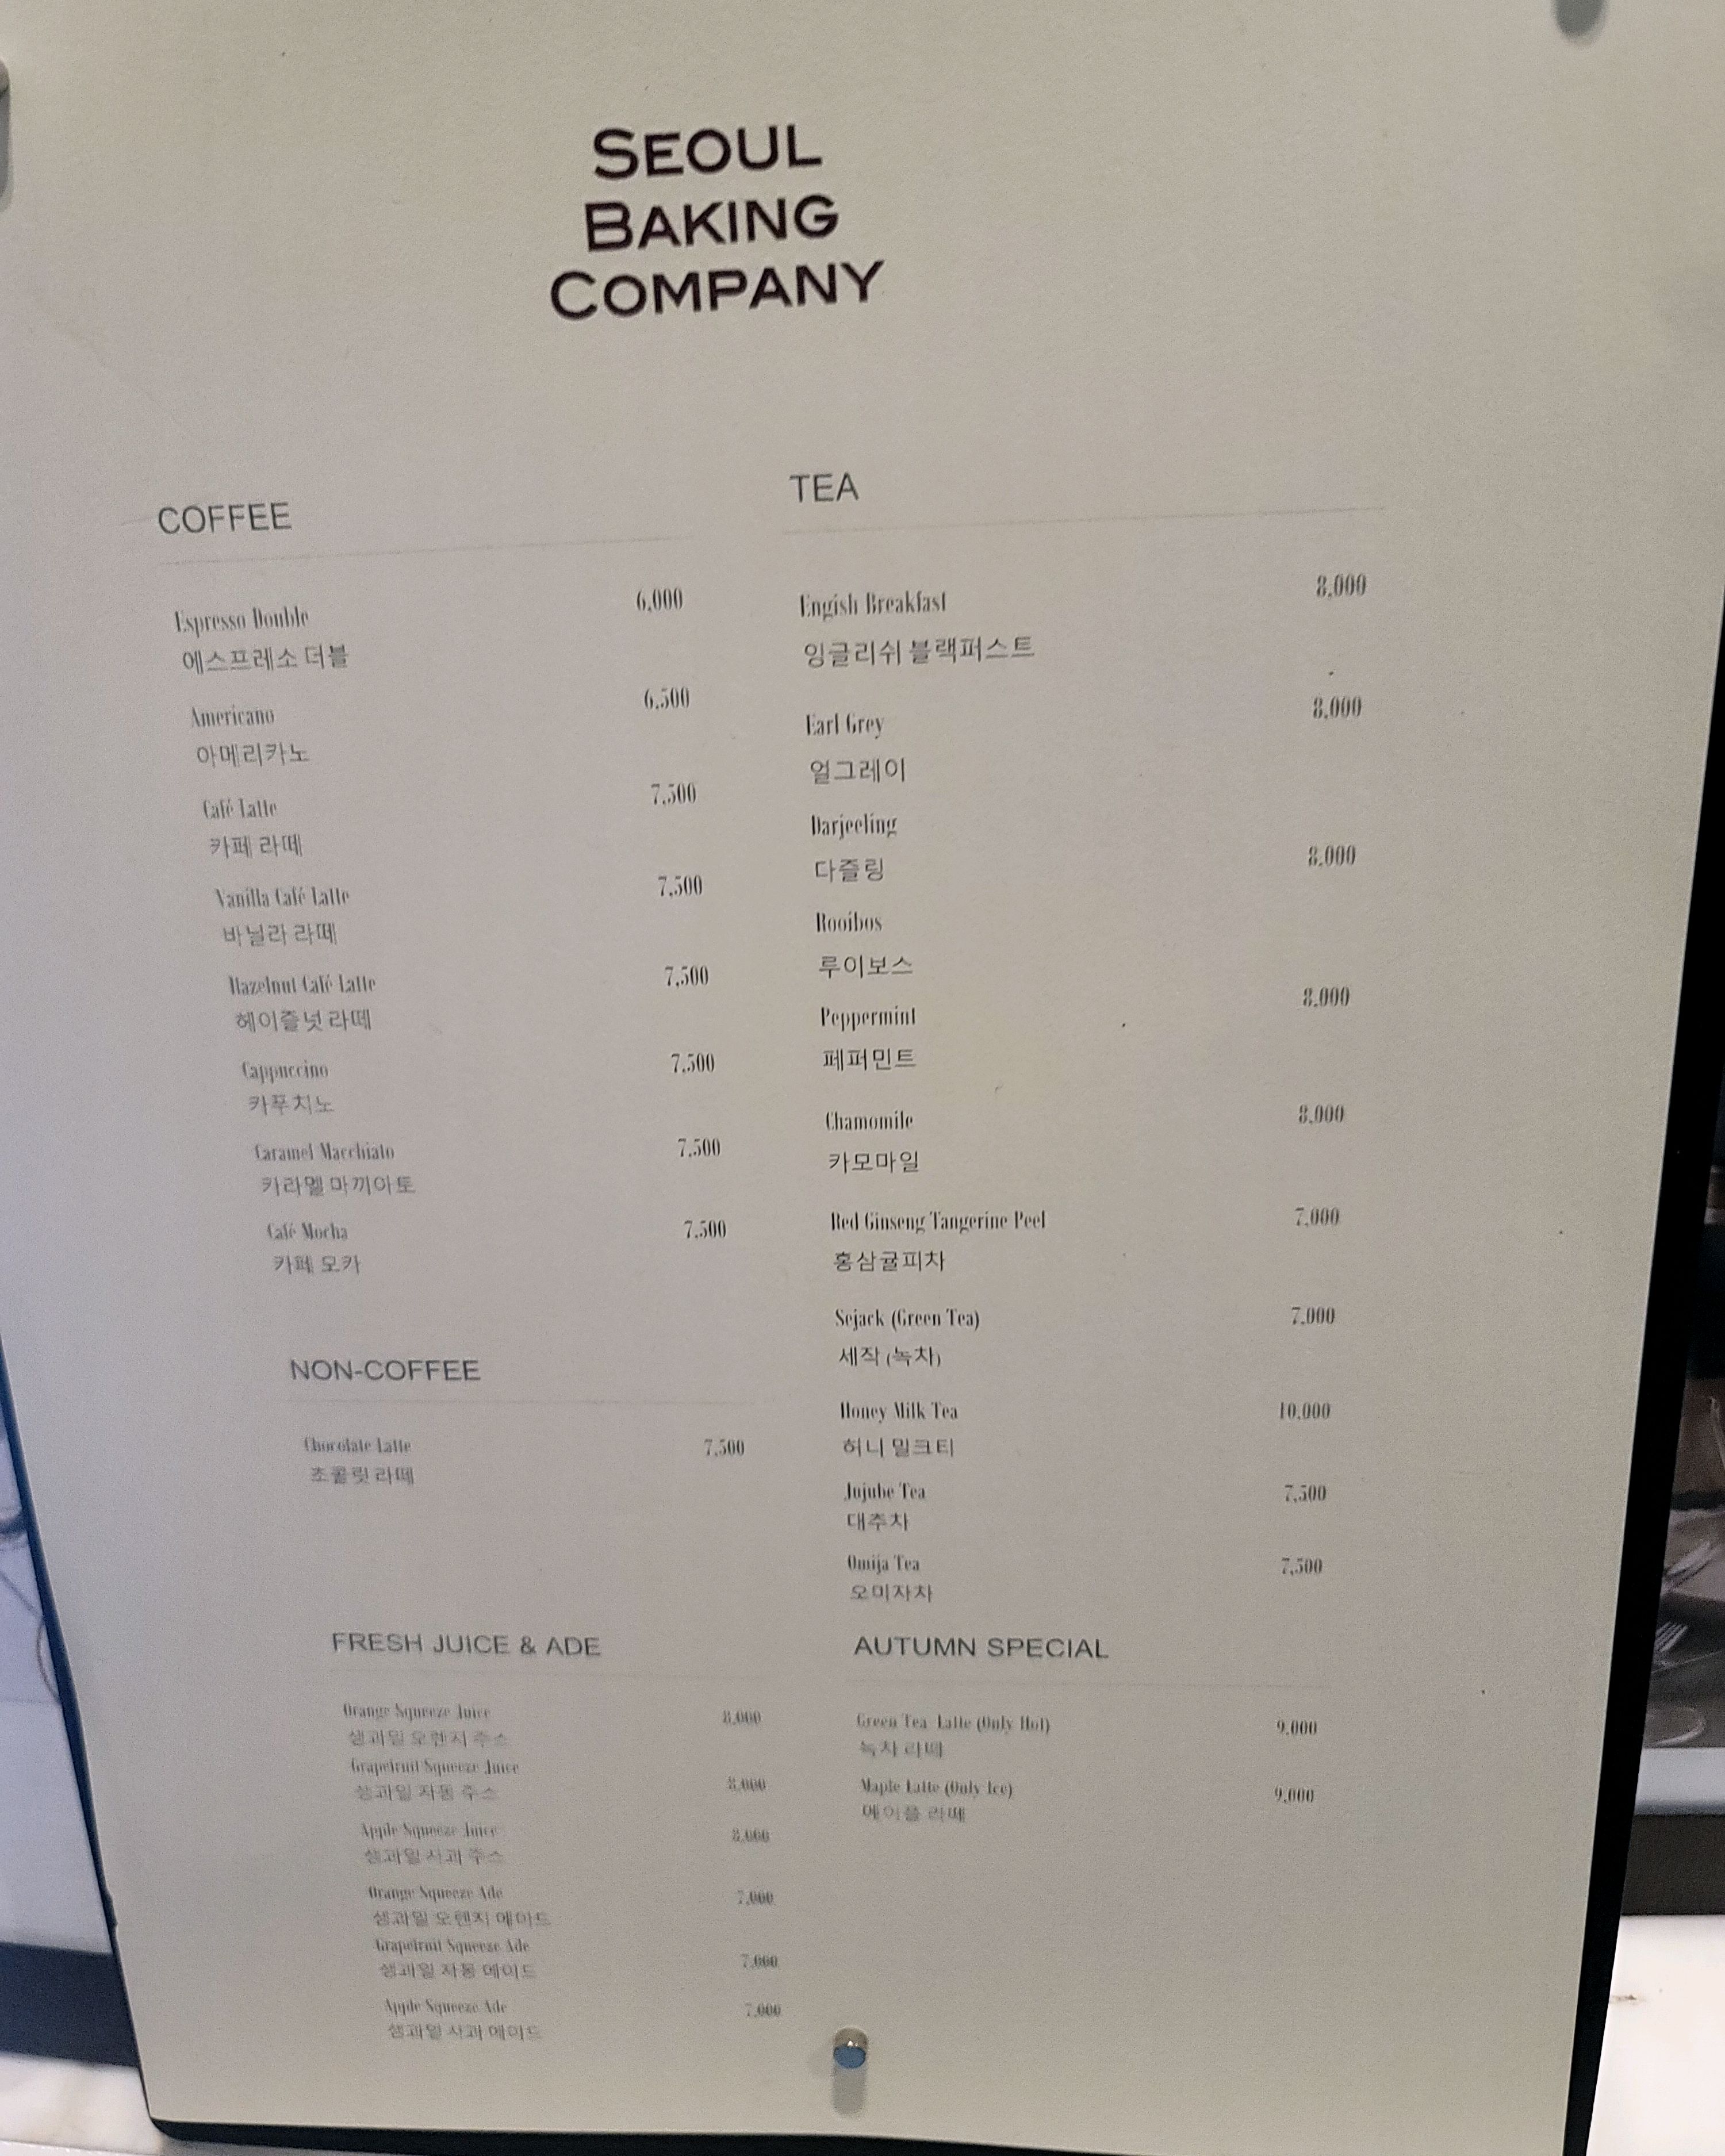 SEOUL
BAKING
COMPANY
COFFEE
Espresso Double 6,000
에스프레소 더블
Americano 6,500
아메리카노
Café Latte 7,500
카페 라떼
Vanilla Café Latte 7,500
바닐라 라떼
Hazelnut Café Latte 7,500
헤이즐넛 라떼
Cappuccino 7,500
카푸치노
Caramel Macchiato 7,500
카라멜 마끼아토
Café Mocha 7,500
카페 모카
NON-COFFEE
Chocolate Latte 7,500
초콜릿 라떼
FRESH JUICE & ADE
Orange Squeeze Juice 8,000
생과일 오렌지 주스
Grapefruit Squeeze Juice 8,000
생과일 자몽 주스
Apple Squeeze Juice 8,000
생과일 사과 주스
Orange Squeeze Ade 7,000
생과일 오렌지 에이드
Grapefruit Squeeze Ade 7,000
생과일 자몽 에이드
Apple Squeeze Ade 7,000
생과일 사과 에이드
TEA
Engish Breakfast 8,000
잉글리쉬 블랙퍼스트
Earl Grey 8,000
얼그레이
Darjeeling
다즐링 8,000
Rooibos
루이보스
Peppermint 8,000
페퍼민트
Chamomile 8,000
카모마일
Red Ginseng Tangerine Peel 7,000
홍삼귤피차
Sejack (Green Tea) 7,000
세작 (녹차)
Honey Milk Tea 10,000
허니 밀크티
Jujube Tea 7,500
대추차
Omija Tea 7,500
오미자차
AUTUMN SPECIAL
Green Tea Latte (Only Hot) 9,000
녹차 라떼
Maple Latte (Only Ice) 9,000
메이플 라떼